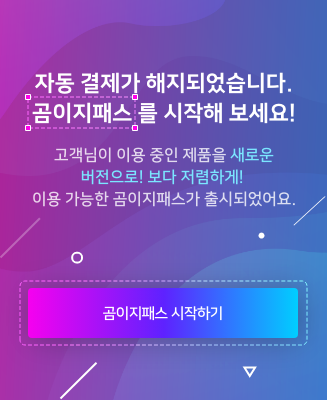 자동 결제가 해지되었습니다.
곰이지패스 를 시작해 보세요!
고객님이 이용 중인 제품을 새로운
버전으로! 보다 저렴하게!
이용 가능한 곰이지패스가 출시되었어요.
곰이지패스 시작하기